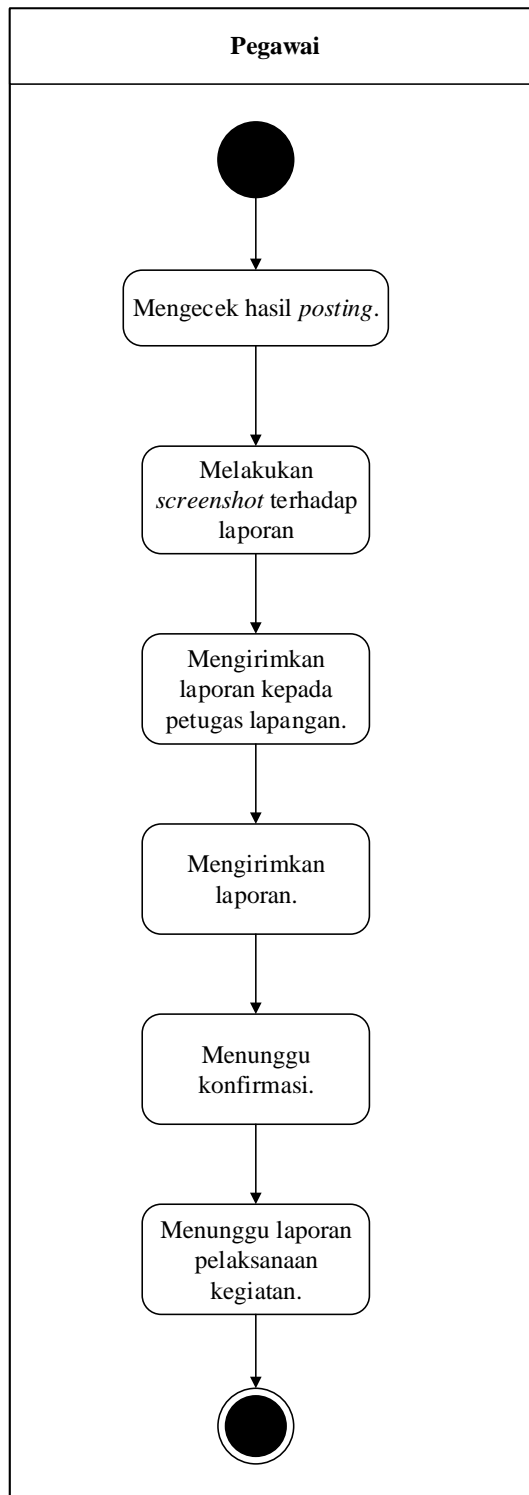 Pegawai
Mengecek hasil posting.
Melakukan
screenshot terhadap
laporan
Mengirimkan
laporan kepada
petugas lapangan.
Mengirimkan
laporan.
Menunggu
konfirmasi.
Menunggu laporan
pelaksanaan
kegiatan.